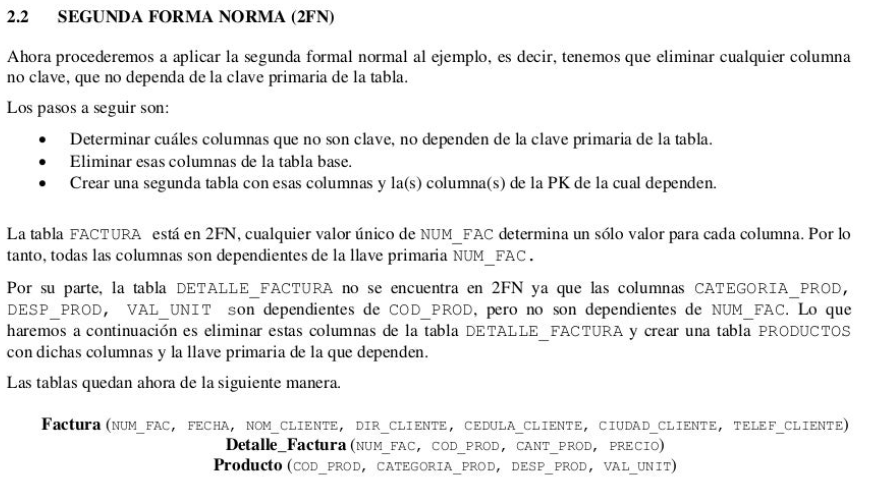 2.2 SEGUNDA FORMA NORMA (2FN)
Ahora procederemos a aplicar la segunda formal normal al ejemplo, es decir, tenemos que eliminar cualquier columna
no clave, que no dependa de la clave primaria de la tabla.
Los pasos a seguir son:
• Determinar cuáles columnas que no son clave, no dependen de la clave primaria de la tabla.
• Eliminar esas columnas de la tabla base.
• Crear una segunda tabla con esas columnas y la(s) columna(s) de la PK de la cual dependen.
La tabla FACTURA está en 2FN, cualquier valor único de NUM_FAC determina un sólo valor para cada columna. Por lo
tanto, todas las columnas son dependientes de la llave primaria NUM_FAC.
Por su parte, la tabla DETALLE_FACTURA no se encuentra en 2FN ya que las columnas CATEGORIA_PROD,
DESP_PROD, VAL_UNIT son dependientes de COD_PROD, pero no son dependientes de NUM_FAC. Lo que
haremos a continuación es eliminar estas columnas de la tabla DETALLE_FACTURA y crear una tabla PRODUCTOS
con dichas columnas y la llave primaria de la que dependen.
Las tablas quedan ahora de la siguiente manera.
Factura (NUM_FAC, FECHA, NOM_CLIENTE, DIR_CLIENTE, CEDULA_CLIENTE, CIUDAD_CLIENTE, TELEF_CLIENTE)
Detalle_Factura (NUM_FAC, COD_PROD, CANT_PROD, PRECIO)
Producto (COD_PROD, CATEGORIA_PROD, DESP_PROD, VAL_UNIT)